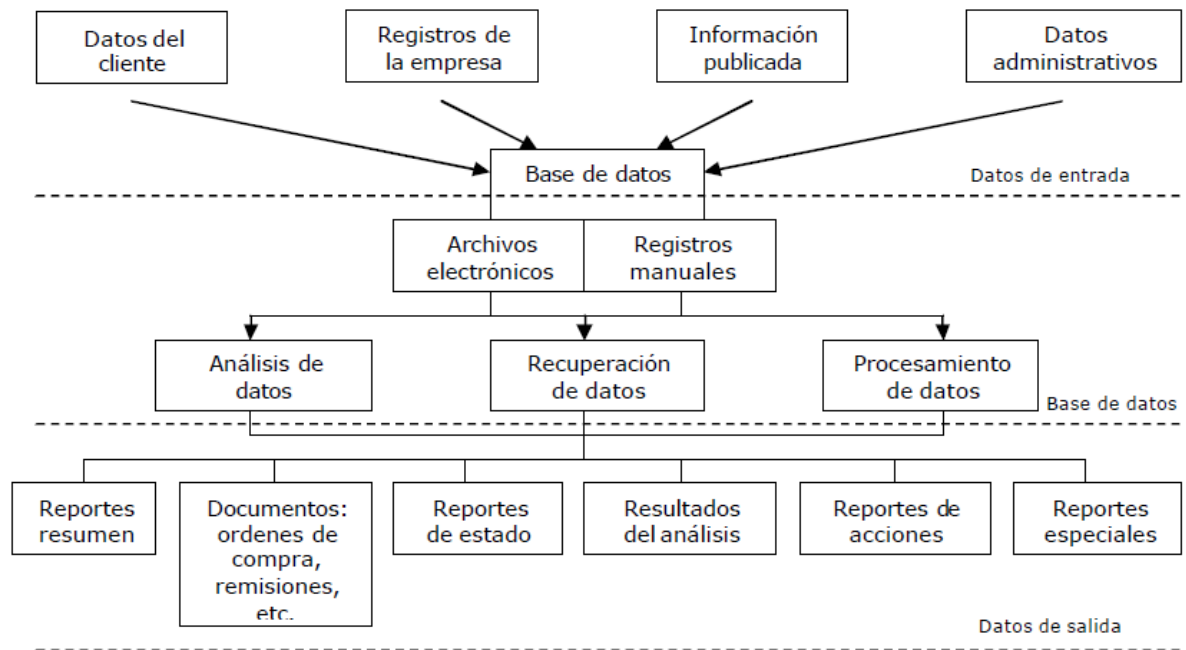 Datos del
cliente
Registros de
la empresa
Información
publicada
Datos
administrativos
Base de datos
Datos de entrada
Archivos
electrónicos
Registros
manuales
Análisis de
datos
Recuperación
de datos
Procesamiento
de datos
Base de datos
Reportes
resumen
Documentos:
ordenes de
compra,
remisiones,
etc.
Reportes
de estado
Resultados
del análisis
Reportes de
acciones
Reportes
especiales
Datos de salida